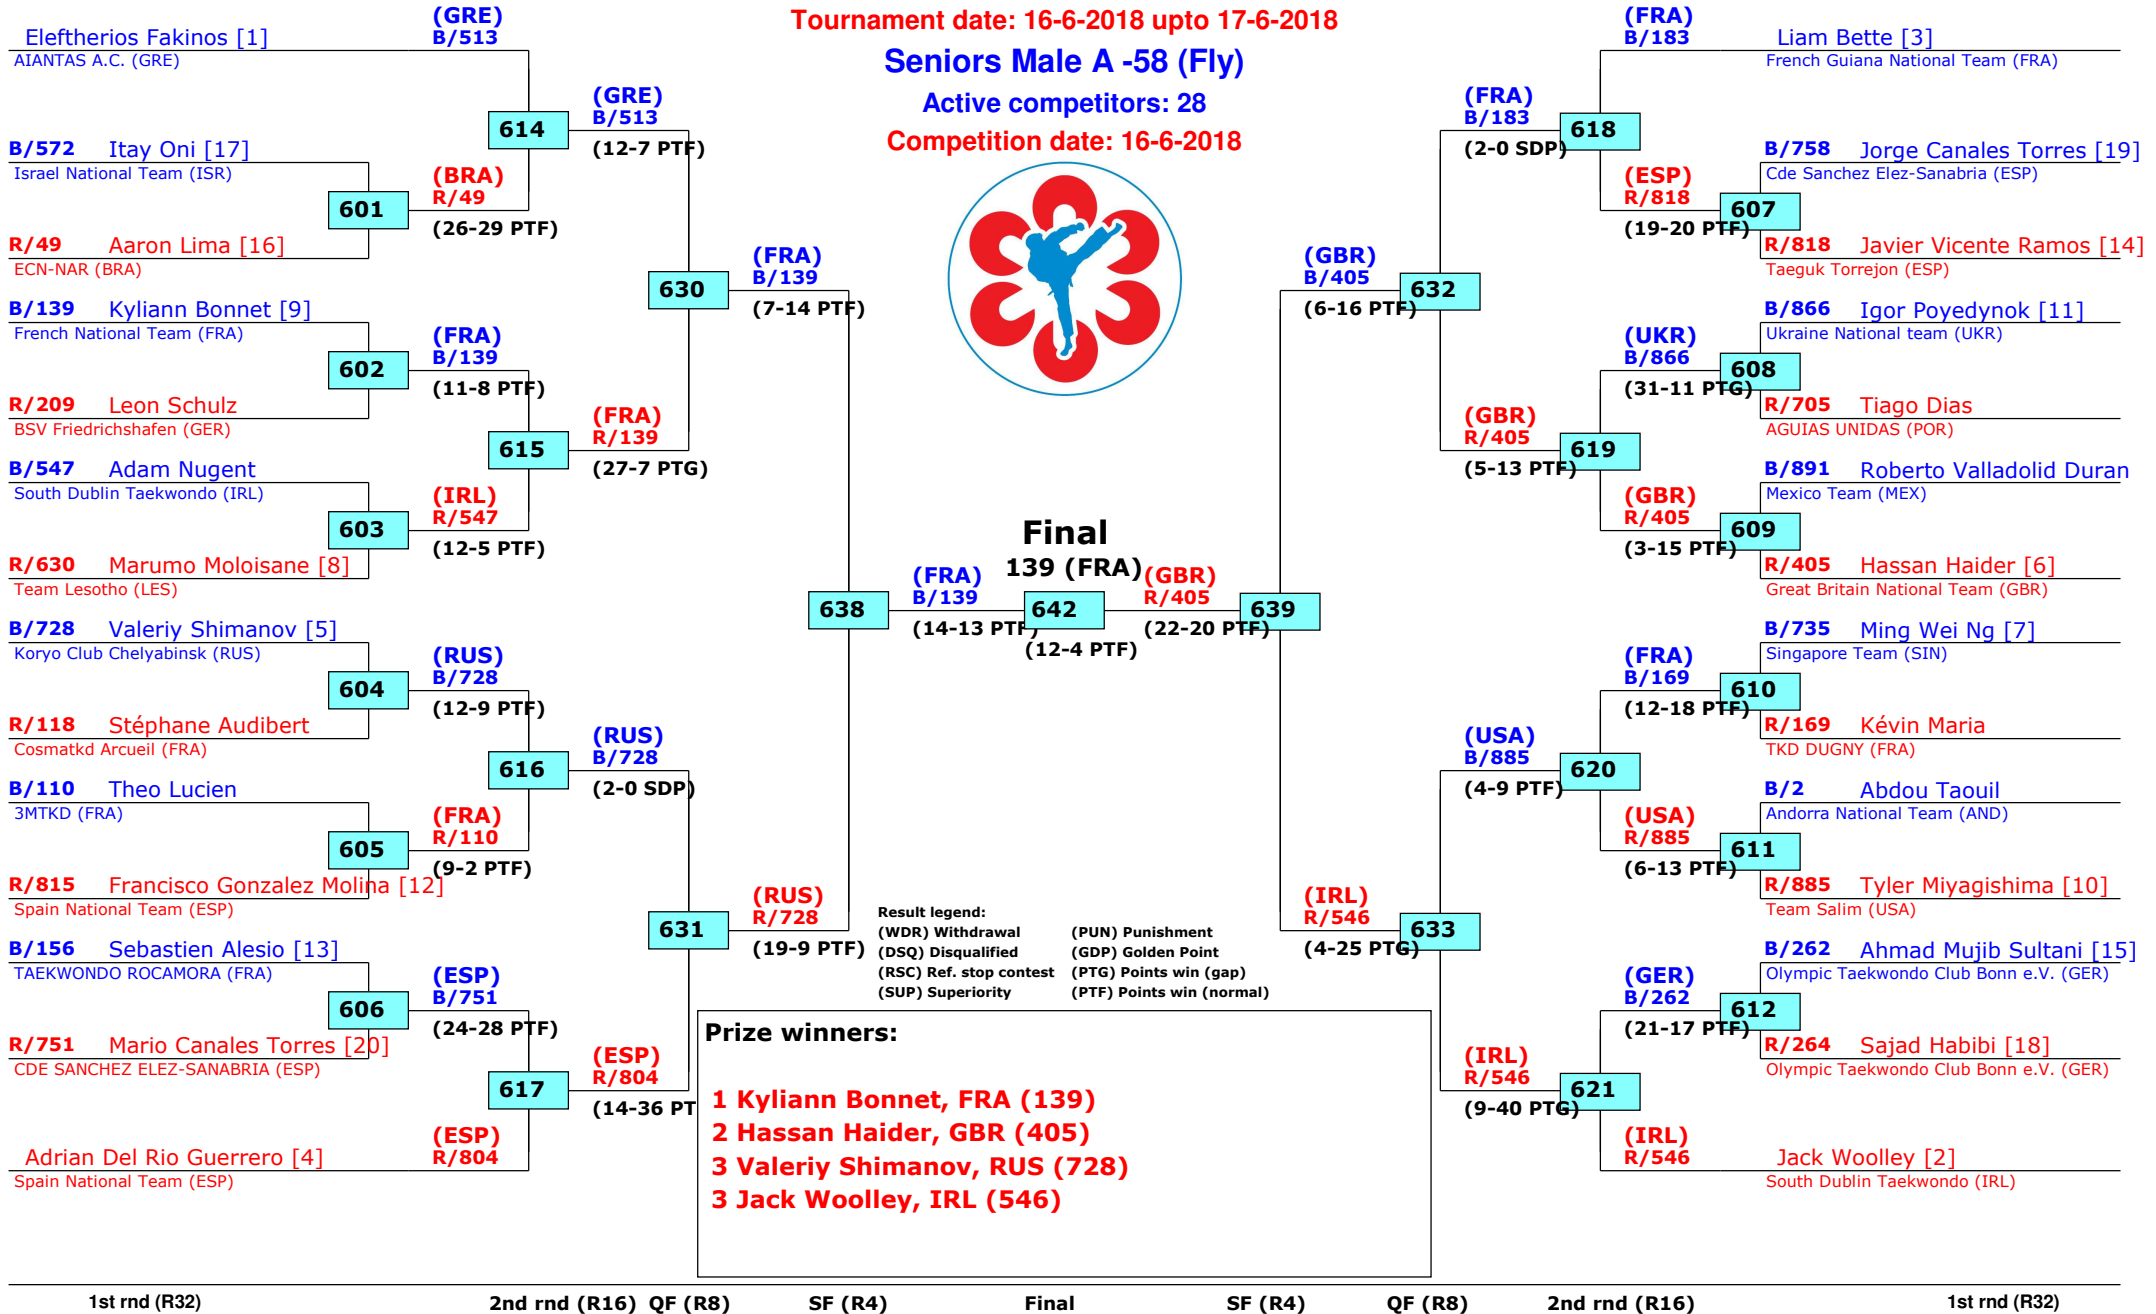 Tournament date: 16-6-2018 upto 17-6-2018
Seniors Male A -58 (Fly)
Active competitors: 28
Competition date: 16-6-2018
Eleftherios Fakinos [1]
AIANTAS A.C. (GRE)
(GRE)
B/513
B/572 Itay Oni [17]
Israel National Team (ISR)
601
R/49 Aaron Lima [16]
ECN-NAR (BRA)
(BRA)
R/49
(26-29 PTF)
614
(GRE)
B/513
(12-7 PTF)
B/139 Kyliann Bonnet [9]
French National Team (FRA)
602
R/209 Leon Schulz
BSV Friedrichshafen (GER)
(FRA)
B/139
(11-8 PTF)
B/547 Adam Nugent
South Dublin Taekwondo (IRL)
603
R/630 Marumo Moloisane [8]
Team Lesotho (LES)
(IRL)
R/547
(12-5 PTF)
615
(FRA)
R/139
(27-7 PTG)
630
(FRA)
B/139
(7-14 PTF)
B/728 Valeriy Shimanov [5]
Koryo Club Chelyabinsk (RUS)
604
R/118 Stéphane Audibert
Cosmatkd Arcueil (FRA)
(RUS)
B/728
(12-9 PTF)
B/110 Theo Lucien
3MTKD (FRA)
605
R/815 Francisco Gonzalez Molina [12]
Spain National Team (ESP)
(FRA)
R/110
(9-2 PTF)
616
(RUS)
B/728
(2-0 SDP)
B/156 Sebastien Alesio [13]
TAEKWONDO ROCAMORA (FRA)
606
R/751 Mario Canales Torres [20]
CDE SANCHEZ ELEZ-SANABRIA (ESP)
(ESP)
B/751
(24-28 PTF)
Adrian Del Rio Guerrero [4]
Spain National Team (ESP)
(ESP)
R/804
617
(ESP)
R/804
(14-36 PT
631
(RUS)
R/728
(19-9 PTF)
638
(FRA)
B/139
(14-13 PTF)
Final
139 (FRA)
642
(12-4 PTF)
(GBR)
R/405
(22-20 PTF)
639
(GBR)
B/405
(6-16 PTF)
632
(FRA)
B/183
(2-0 SDP)
618
(FRA)
B/183
Liam Bette [3]
French Guiana National Team (FRA)
(ESP)
R/818
(19-20 PTF)
607
B/758 Jorge Canales Torres [19]
Cde Sanchez Elez-Sanabria (ESP)
R/818 Javier Vicente Ramos [14]
Taeguk Torrejon (ESP)
(GBR)
R/405
(5-13 PTF)
619
(UKR)
B/866
(31-11 PTG)
608
B/866 Igor Poyedynok [11]
Ukraine National team (UKR)
R/705 Tiago Dias
AGUIAS UNIDAS (POR)
(GBR)
R/405
(3-15 PTF)
609
B/891 Roberto Valladolid Duran
Mexico Team (MEX)
R/405 Hassan Haider [6]
Great Britain National Team (GBR)
(IRL)
R/546
(4-25 PTG)
633
(USA)
B/885
(4-9 PTF)
620
(FRA)
B/169
(12-18 PTF)
610
B/735 Ming Wei Ng [7]
Singapore Team (SIN)
R/169 Kévin Maria
TKD DUGNY (FRA)
(USA)
R/885
(6-13 PTF)
611
B/2 Abdou Taouil
Andorra National Team (AND)
R/885 Tyler Miyagishima [10]
Team Salim (USA)
(IRL)
R/546
(9-40 PTG)
621
(GER)
B/262
(21-17 PTF)
612
B/262 Ahmad Mujib Sultani [15]
Olympic Taekwondo Club Bonn e.V. (GER)
R/264 Sajad Habibi [18]
Olympic Taekwondo Club Bonn e.V. (GER)
(IRL)
R/546
Jack Woolley [2]
South Dublin Taekwondo (IRL)
Result legend:
(WDR) Withdrawal (PUN) Punishment
(DSQ) Disqualified (GDP) Golden Point
(RSC) Ref. stop contest (PTG) Points win (gap)
(SUP) Superiority (PTF) Points win (normal)
Prize winners:
1 Kyliann Bonnet, FRA (139)
2 Hassan Haider, GBR (405)
3 Valeriy Shimanov, RUS (728)
3 Jack Woolley, IRL (546)
1st rnd (R32) 2nd rnd (R16) QF (R8) SF (R4) Final SF (R4) QF (R8) 2nd rnd (R16) 1st rnd (R32)